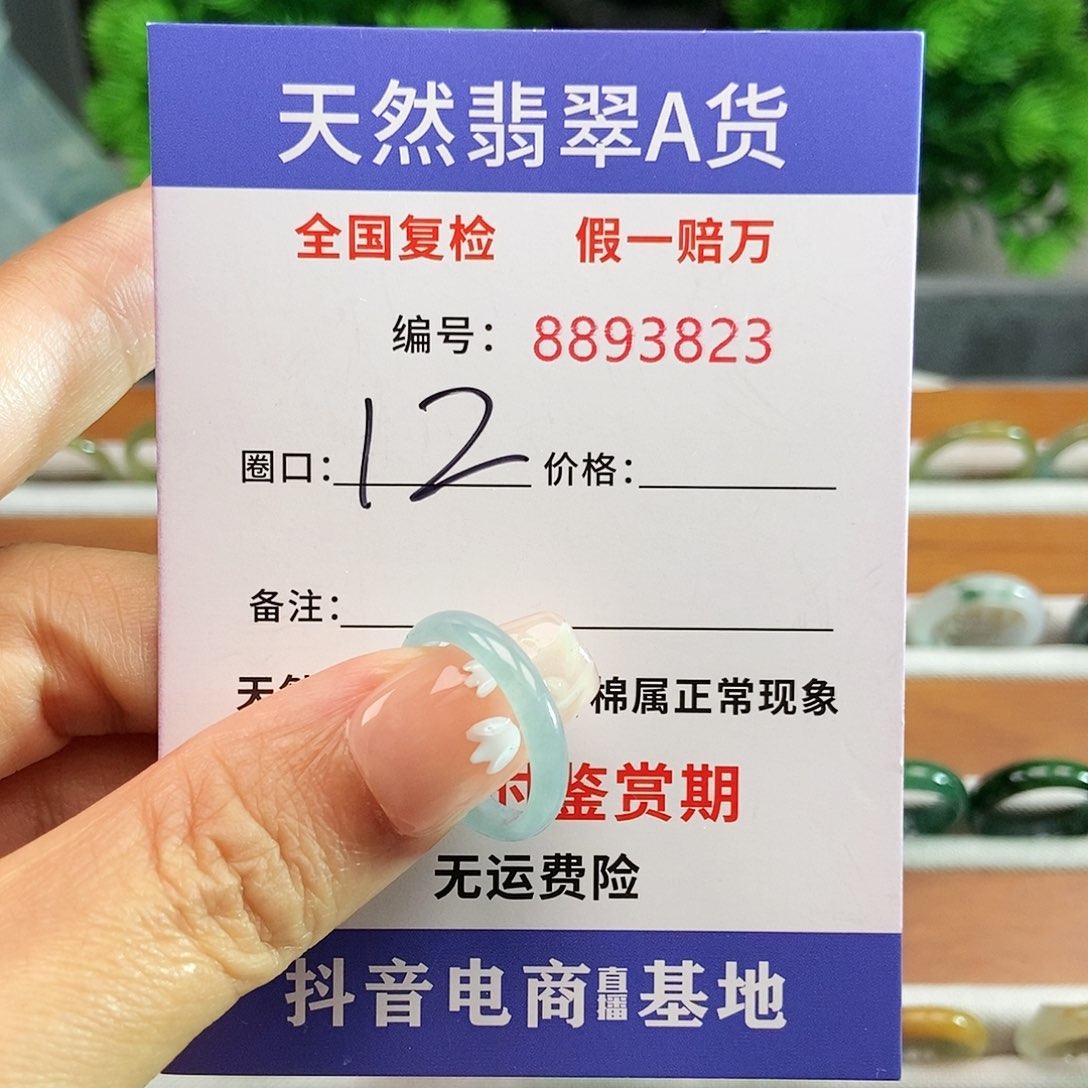 天然翡翠A货
全国复检 假一赔万
编号：8893823
圈口：12 价格：
备注：
天然 棉属正常现象
鉴赏期
无运费险
抖音电商直播基地